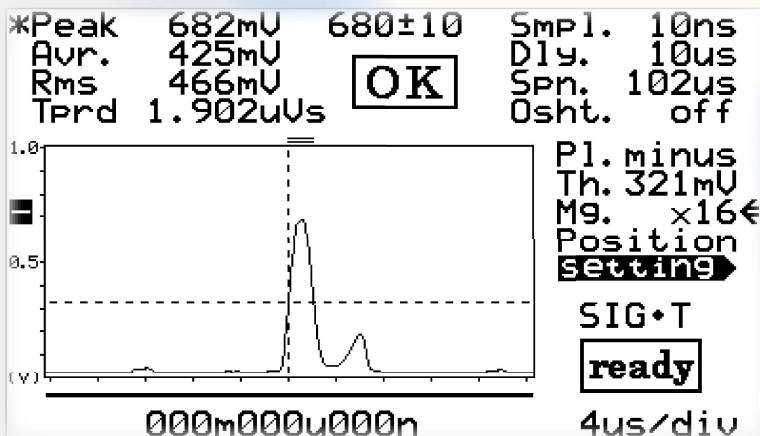 *Peak 682mV 680±10 Smpl. 10ns
Avr. 425mV Dly. 10us
Rms 466mV OK Spn. 102us
Tprd 1.902uVs Osht. off
1.0
Pl. minus
Th. 321mV
Mg. x16←
Position
0.5
setting
SIG•T
ready
(V)
000m000u000n 4us/div